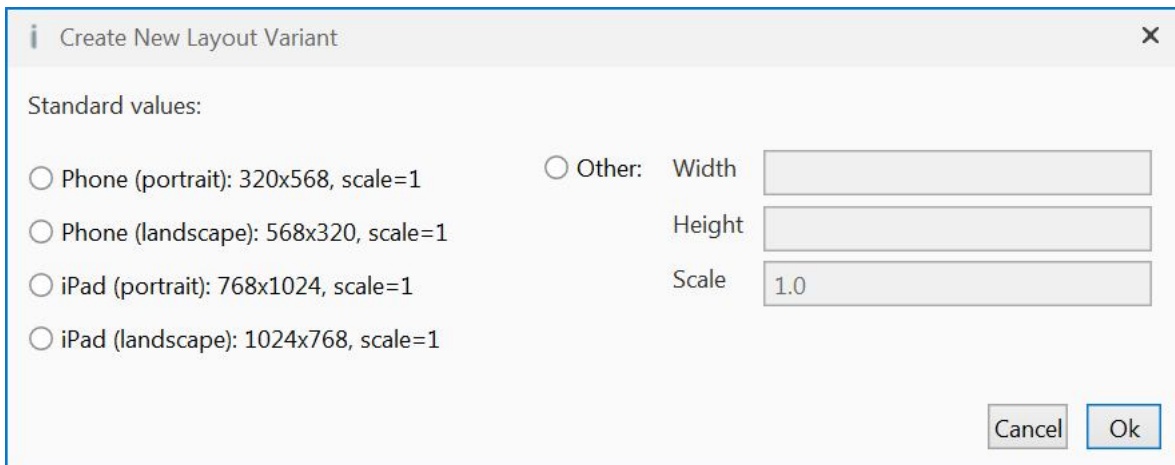 Create New Layout Variant
Standard values:
Phone (portrait): 320x568, scale=1
Phone (landscape): 568x320, scale=1
iPad (portrait): 768x1024, scale=1
iPad (landscape): 1024x768, scale=1
Other:
Width
Height
Scale
1.0
Cancel
Ok